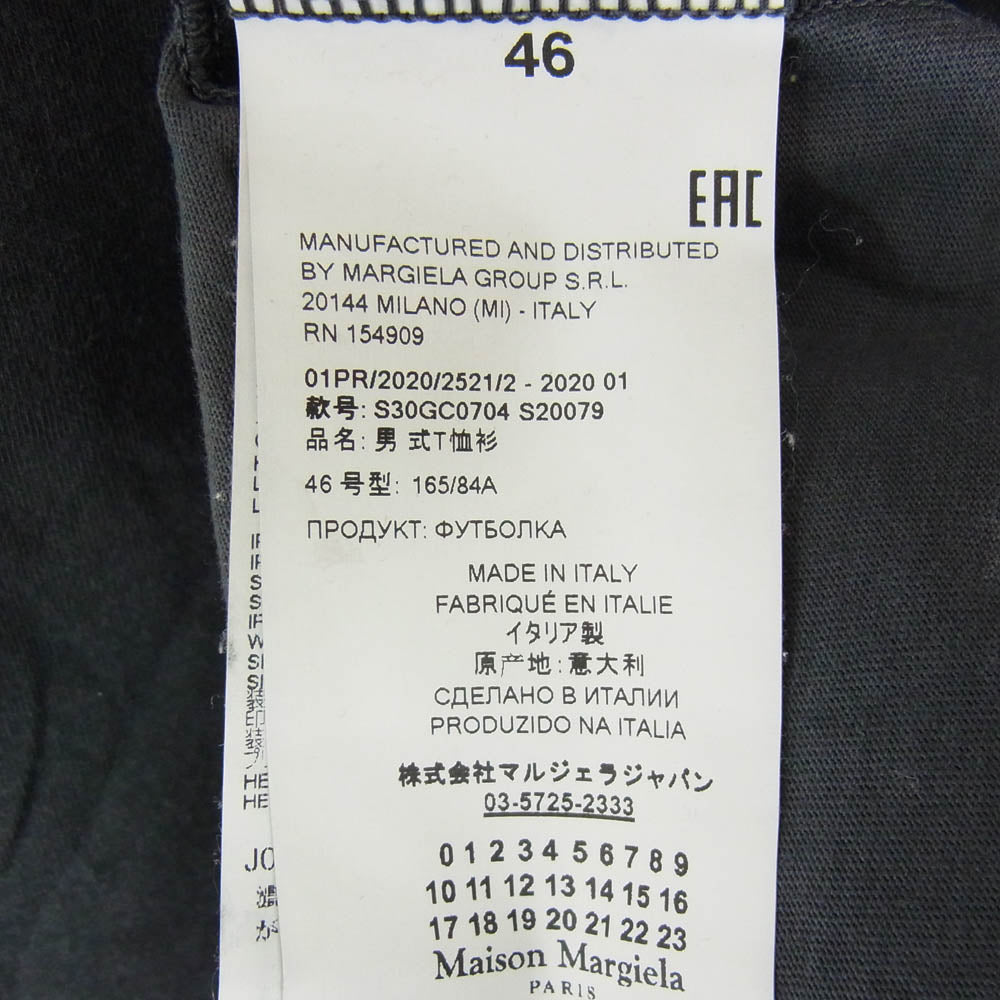 46
EAC
MANUFACTURED AND DISTRIBUTED
BY MARGIELA GROUP S.R.L.
20144 MILANO (MI) - ITALY
RN 154909
01PR/2020/2521/2 - 2020 01
款号: S30GC0704 S20079
品名: 男 式T恤衫
46 号型: 165/84A
ПРОДУКТ: ФУТБОЛКА
MADE IN ITALY
FABRIQUÉ EN ITALIE
イタリア製
原产地: 意大利
СДЕЛАНО В ИТАЛИИ
PRODUZIDO NA ITALIA
株式会社マルジェラジャパン
03-5725-2333
0 1 2 3 4 5 6 7 8 9
10 11 12 13 14 15 16
17 18 19 20 21 22 23
Maison Margiela
PARIS